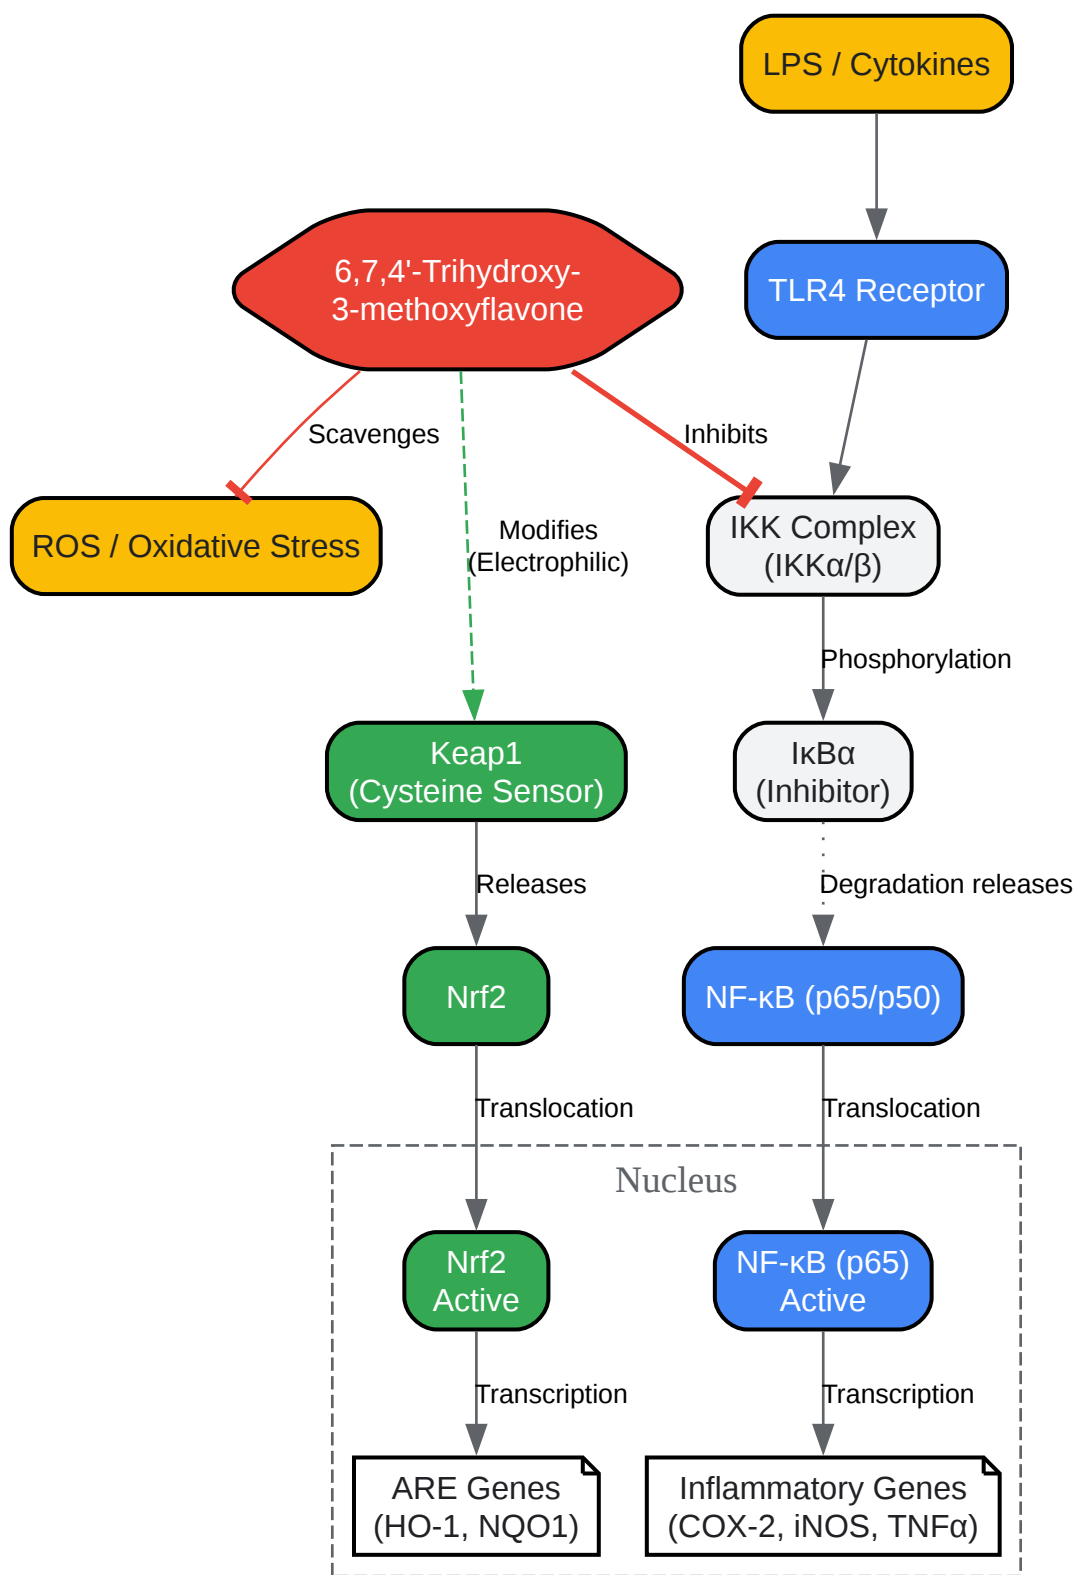 LPS / Cytokines
6,7,4'-Trihydroxy-
3-methoxyflavone
TLR4 Receptor
Scavenges
Inhibits
Modifies
(Electrophilic)
ROS / Oxidative Stress
IKK Complex
(IKKα/β)
Phosphorylation
Keap1
(Cysteine Sensor)
IκBα
(Inhibitor)
Releases
Degradation releases
Nrf2
NF-κB (p65/p50)
Translocation
Translocation
Nucleus
Nrf2
Active
NF-κB (p65)
Active
Transcription
Transcription
ARE Genes
(HO-1, NQO1)
Inflammatory Genes
(COX-2, iNOS, TNFα)